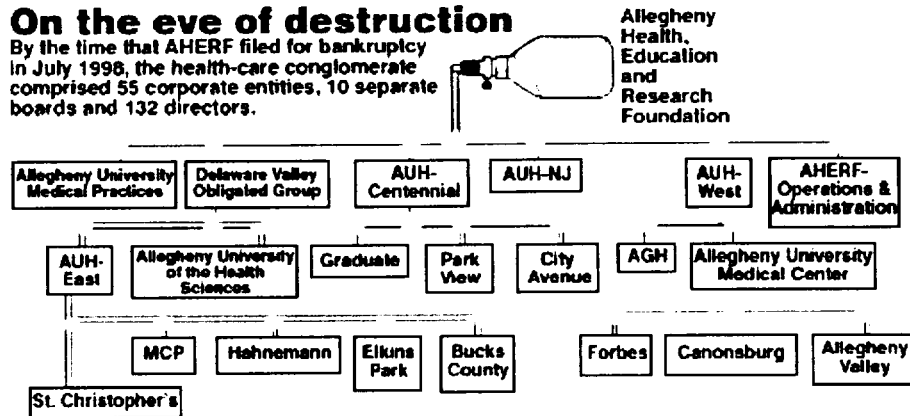 On the eve of destruction
By the time that AHERF filed for bankruptcy
in July 1998, the health-care conglomerate
comprised 55 corporate entities, 10 separate
boards and 132 directors.
Allegheny
Health,
Education
and
Research
Foundation
Allegheny University
Medical Practices
Delaware Valley
Obligated Group
AUH-
Centennial
AUH-NJ
AUH-
West
AHERF-
Operations &
Administration
AUH-
East
Allegheny University
of the Health
Sciences
Graduate
Park
View
City
Avenue
AGH
Allegheny University
Medical Center
MCP
Hahnemann
Elkins
Park
Bucks
County
Forbes
Canonsburg
Allegheny
Valley
St. Christopher's